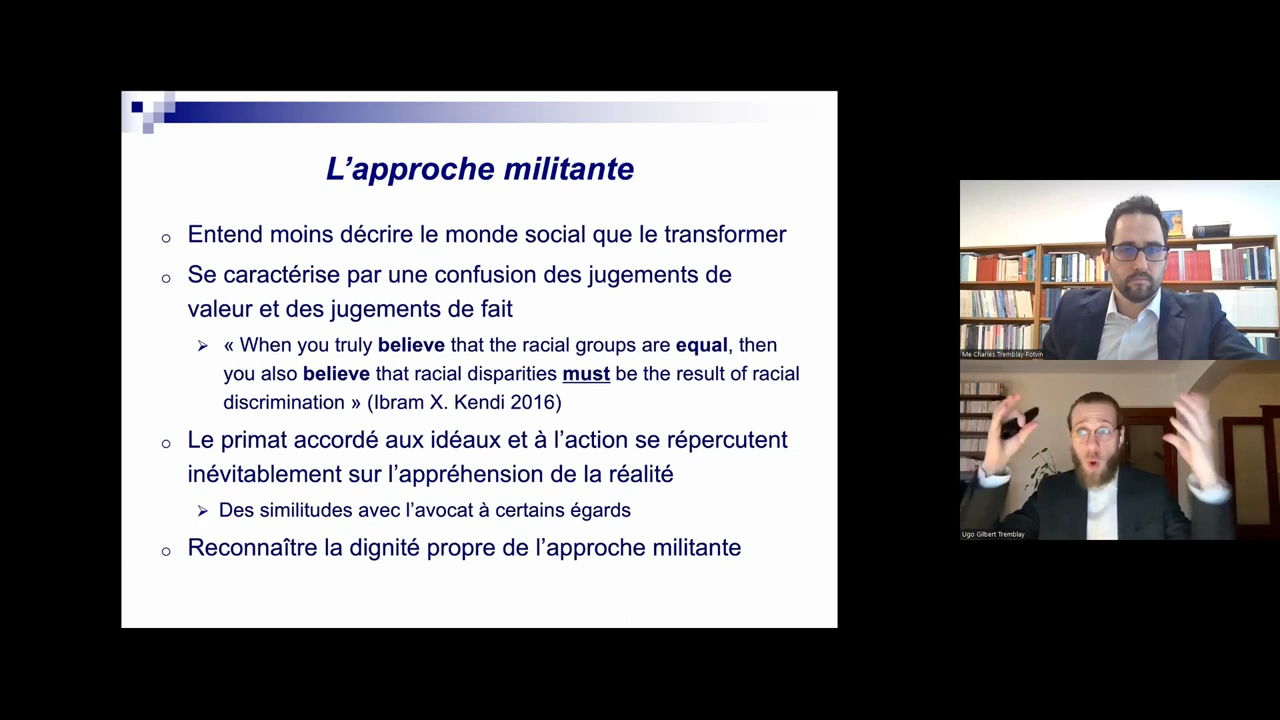 L’approche militante
o Entend moins décrire le monde social que le transformer
o Se caractérise par une confusion des jugements de
valeur et des jugements de fait
➢ « When you truly believe that the racial groups are equal, then
you also believe that racial disparities must be the result of racial
discrimination » (Ibram X. Kendi 2016)
o Le primat accordé aux idéaux et à l’action se répercutent
inévitablement sur l’appréhension de la réalité
➢ Des similitudes avec l’avocat à certains égards
o Reconnaître la dignité propre de l’approche militante
Me Charles Tremblay Potvin
Ugo Gilbert Tremblay